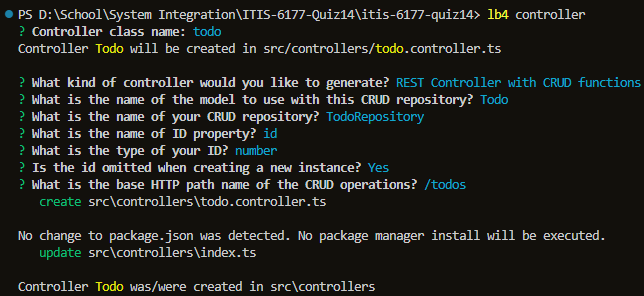 PS D:\School\System Integration\ITIS-6177-Quiz14\itis-6177-quiz14> lb4 controller
? Controller class name: todo
Controller Todo will be created in src/controllers/todo.controller.ts
? What kind of controller would you like to generate? REST Controller with CRUD functions
? What is the name of the model to use with this CRUD repository? Todo
? What is the name of your CRUD repository? TodoRepository
? What is the name of ID property? id
? What is the type of your ID? number
? Is the id omitted when creating a new instance? Yes
? What is the base HTTP path name of the CRUD operations? /todos
create src\controllers\todo.controller.ts
No change to package.json was detected. No package manager install will be executed.
update src\controllers\index.ts
Controller Todo was/were created in src\controllers